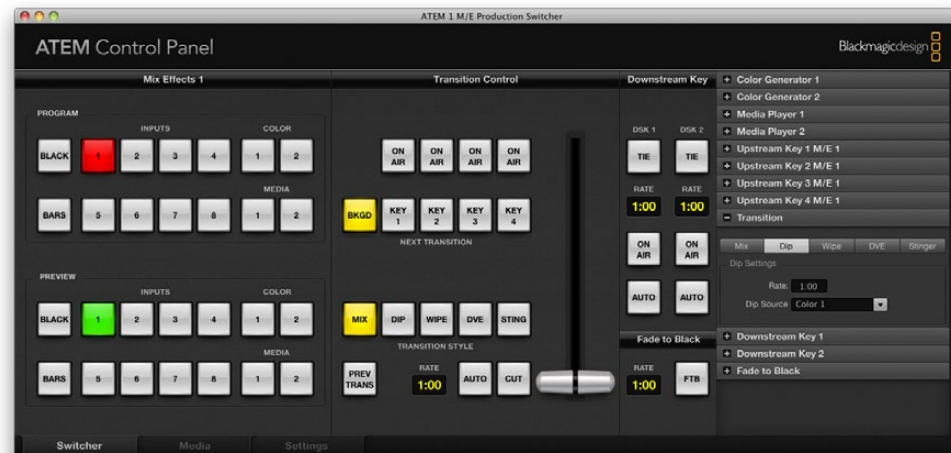 ATEM 1 M/E Production Switcher
ATEM Control Panel
Blackmagicdesign
Mix Effects 1
PROGRAM
INPUTS COLOR
BLACK 1 2 3 4 1 2
MEDIA
BARS 5 6 7 8 1 2
PREVIEW
INPUTS COLOR
BLACK 1 2 3 4 1 2
MEDIA
BARS 5 6 7 8 1 2
Transition Control
ON AIR ON AIR ON AIR ON AIR
BKGD KEY 1 KEY 2 KEY 3 KEY 4
NEXT TRANSITION
MIX DIP WIPE DVE STING
TRANSITION STYLE
PREV TRANS RATE 1:00 AUTO CUT
Downstream Key
DSK 1 DSK 2
TIE TIE
RATE RATE
1:00 1:00
ON AIR ON AIR
AUTO AUTO
Fade to Black
RATE
1:00 FTB
Color Generator 1
Color Generator 2
Media Player 1
Media Player 2
Upstream Key 1 M/E 1
Upstream Key 2 M/E 1
Upstream Key 3 M/E 1
Upstream Key 4 M/E 1
Transition
Mix Dip Wipe DVE Stinger
Dip Settings
Rate: 1:00
Dip Source Color 1
Downstream Key 1
Downstream Key 2
Fade to Black
Switcher Media Settings